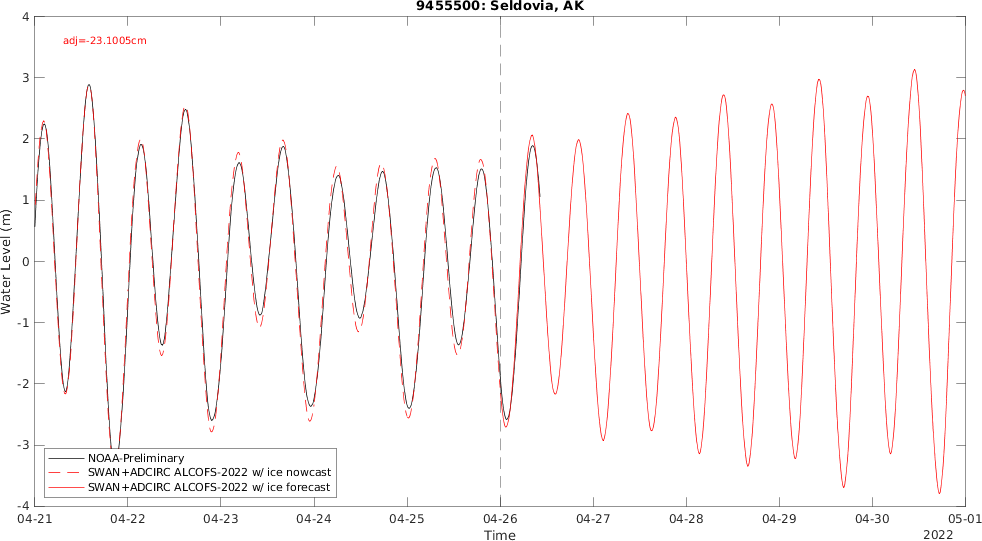 9455500: Seldovia, AK
adj=-23.1005cm
4
3
2
1
0
-1
-2
-3
-4
Water Level (m)
NOAA-Preliminary
SWAN+ADCIRC ALCOFS-2022 w/ ice nowcast
SWAN+ADCIRC ALCOFS-2022 w/ ice forecast
04-21 04-22 04-23 04-24 04-25 04-26 04-27 04-28 04-29 04-30 05-01
Time
2022